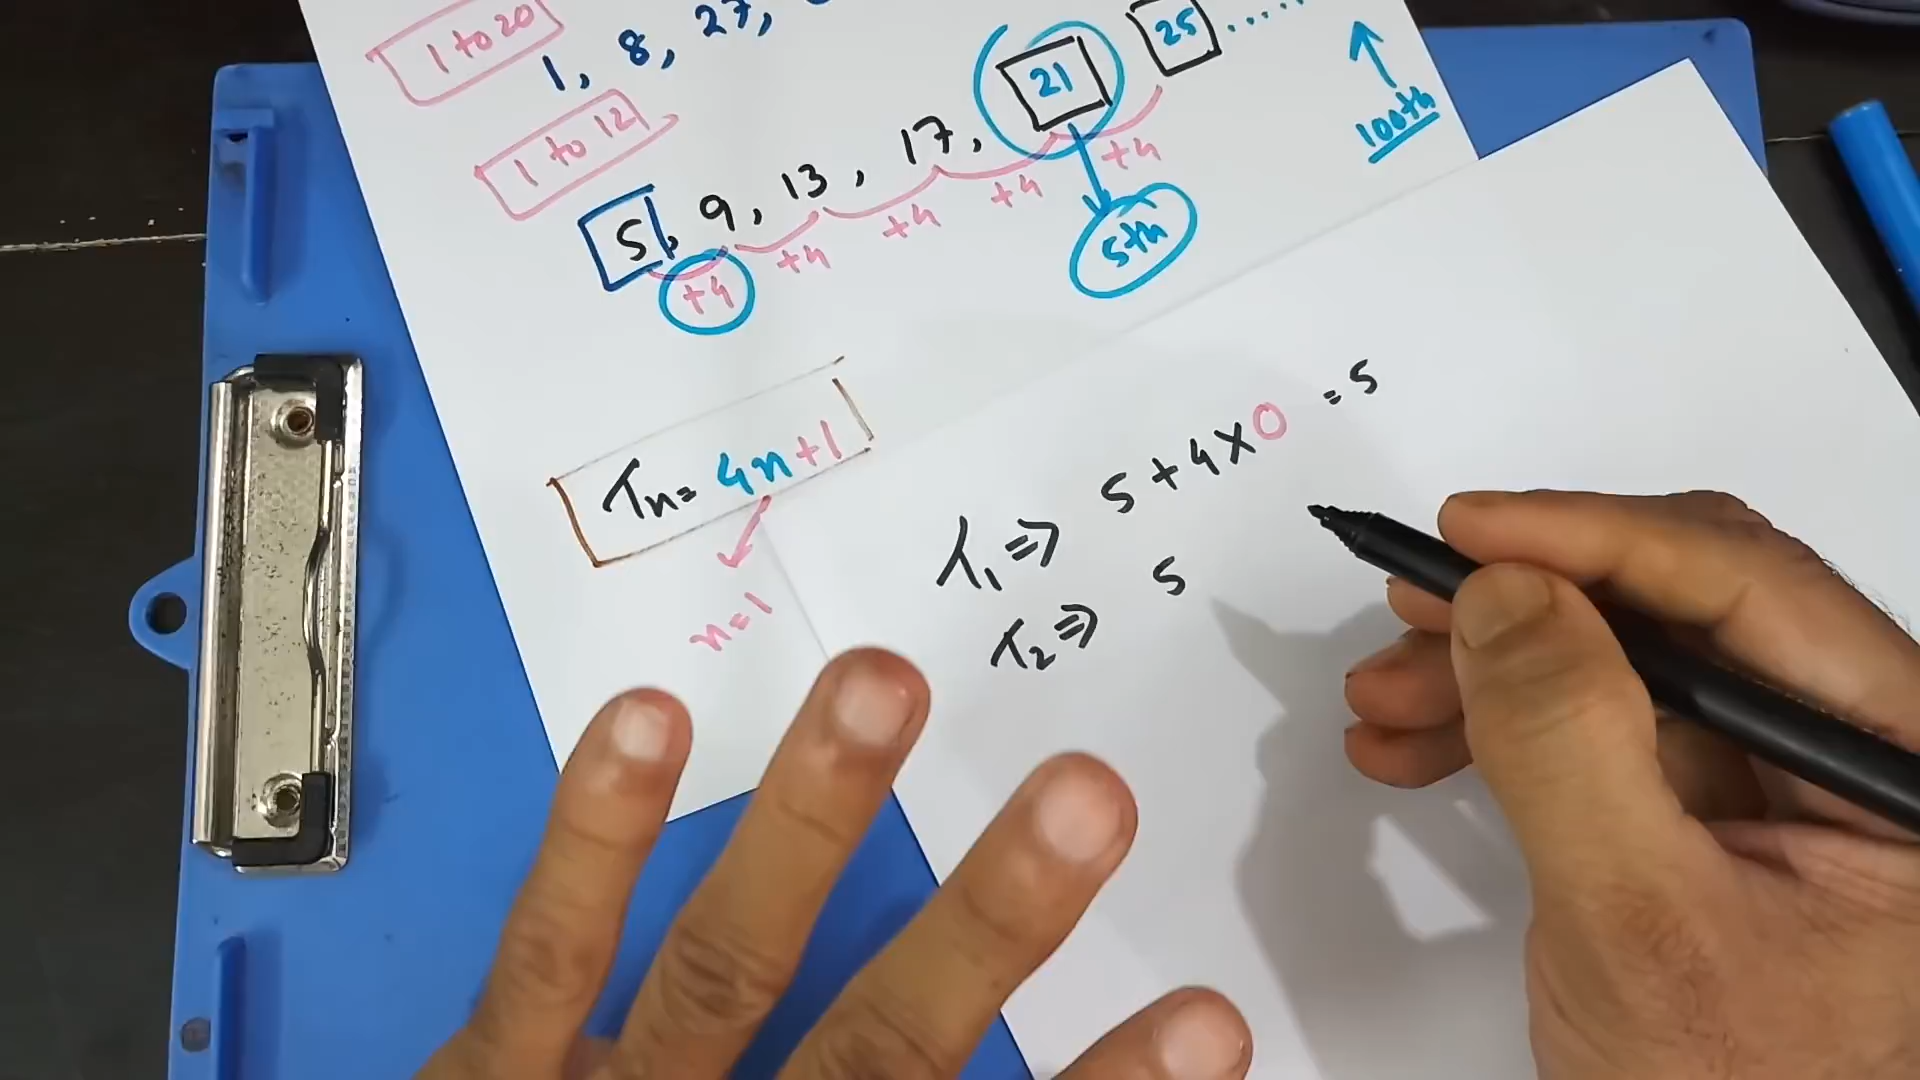 1 to 20
1, 8, 27,
1 to 12
5, 9, 13, 17, 21 25 ......
+4 +4 +4 +4 +4
100th
5th
Tn= 4n+1
n=1
T1 ⇒ 5 + 4 X 0 = 5
T2 ⇒ 5